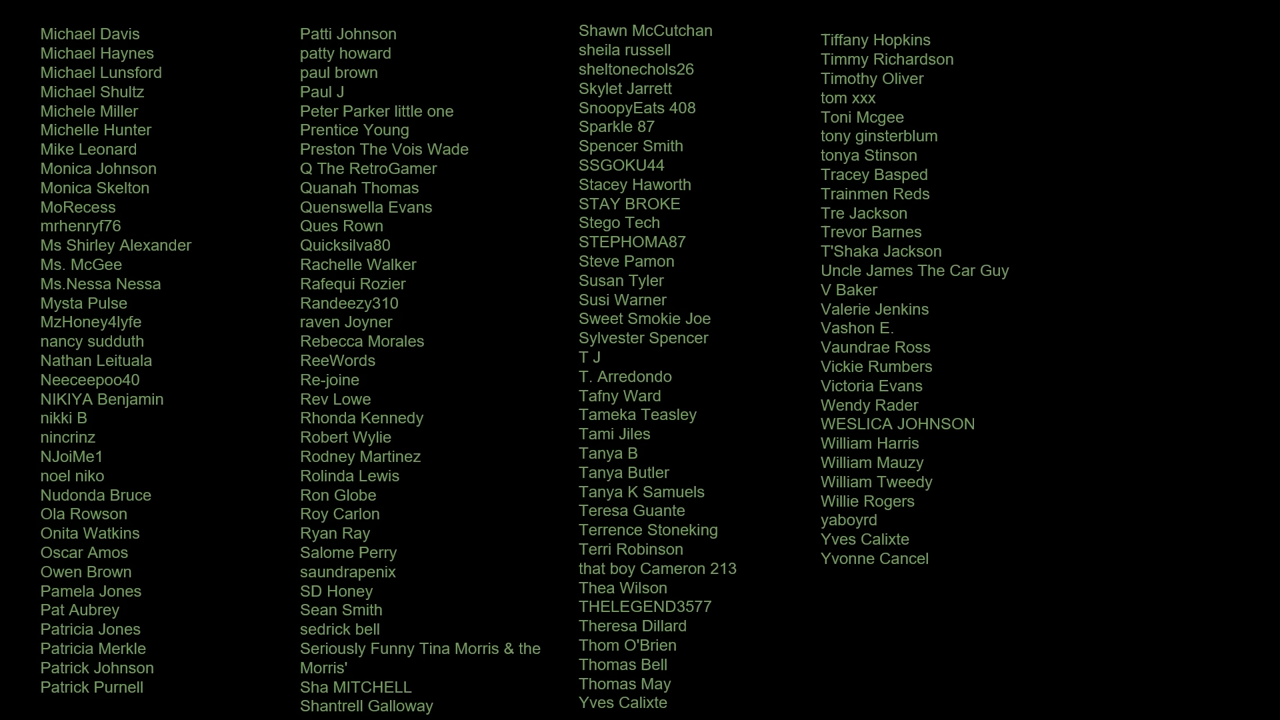 Michael Davis
Michael Haynes
Michael Lunsford
Michael Shultz
Michele Miller
Michelle Hunter
Mike Leonard
Monica Johnson
Monica Skelton
MoRecess
mrhenryf76
Ms Shirley Alexander
Ms. McGee
Ms.Nessa Nessa
Mysta Pulse
MzHoney4lyfe
nancy sudduth
Nathan Leituala
Neeceepoo40
NIKIYA Benjamin
nikki B
nincrinz
NJoiMe1
noel niko
Nudonda Bruce
Ola Rowson
Onita Watkins
Oscar Amos
Owen Brown
Pamela Jones
Pat Aubrey
Patricia Jones
Patricia Merkle
Patrick Johnson
Patrick Purnell
Patti Johnson
patty howard
paul brown
Paul J
Peter Parker little one
Prentice Young
Preston The Vois Wade
Q The RetroGamer
Quanah Thomas
Quenswella Evans
Ques Rown
Quicksilva80
Rachelle Walker
Rafequi Rozier
Randeezy310
raven Joyner
Rebecca Morales
ReeWords
Re-joine
Rev Lowe
Rhonda Kennedy
Robert Wylie
Rodney Martinez
Rolinda Lewis
Ron Globe
Roy Carlon
Ryan Ray
Salome Perry
saundrapenix
SD Honey
Sean Smith
sedrick bell
Seriously Funny Tina Morris & the
Morris'
Sha MITCHELL
Shantrell Galloway
Shawn McCutchan
sheila russell
sheltonechols26
Skylet Jarrett
SnoopyEats 408
Sparkle 87
Spencer Smith
SSGOKU44
Stacey Haworth
STAY BROKE
Stego Tech
STEPHOMA87
Steve Pamon
Susan Tyler
Susi Warner
Sweet Smokie Joe
Sylvester Spencer
T J
T. Arredondo
Tafny Ward
Tameka Teasley
Tami Jiles
Tanya B
Tanya Butler
Tanya K Samuels
Teresa Guante
Terrence Stoneking
Terri Robinson
that boy Cameron 213
Thea Wilson
THELEGEND3577
Theresa Dillard
Thom O'Brien
Thomas Bell
Thomas May
Yves Calixte
Tiffany Hopkins
Timmy Richardson
Timothy Oliver
tom xxx
Toni Mcgee
tony ginsterblum
tonya Stinson
Tracey Basped
Trainmen Reds
Tre Jackson
Trevor Barnes
T'Shaka Jackson
Uncle James The Car Guy
V Baker
Valerie Jenkins
Vashon E.
Vaundrae Ross
Vickie Rumbers
Victoria Evans
Wendy Rader
WESLICA JOHNSON
William Harris
William Mauzy
William Tweedy
Willie Rogers
yaboyrd
Yves Calixte
Yvonne Cancel